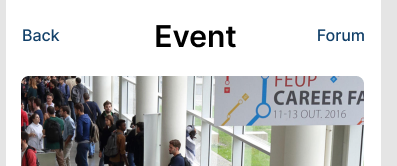 Back Event Forum
FEUP
CAREER FA
11-13 OUT. 2016